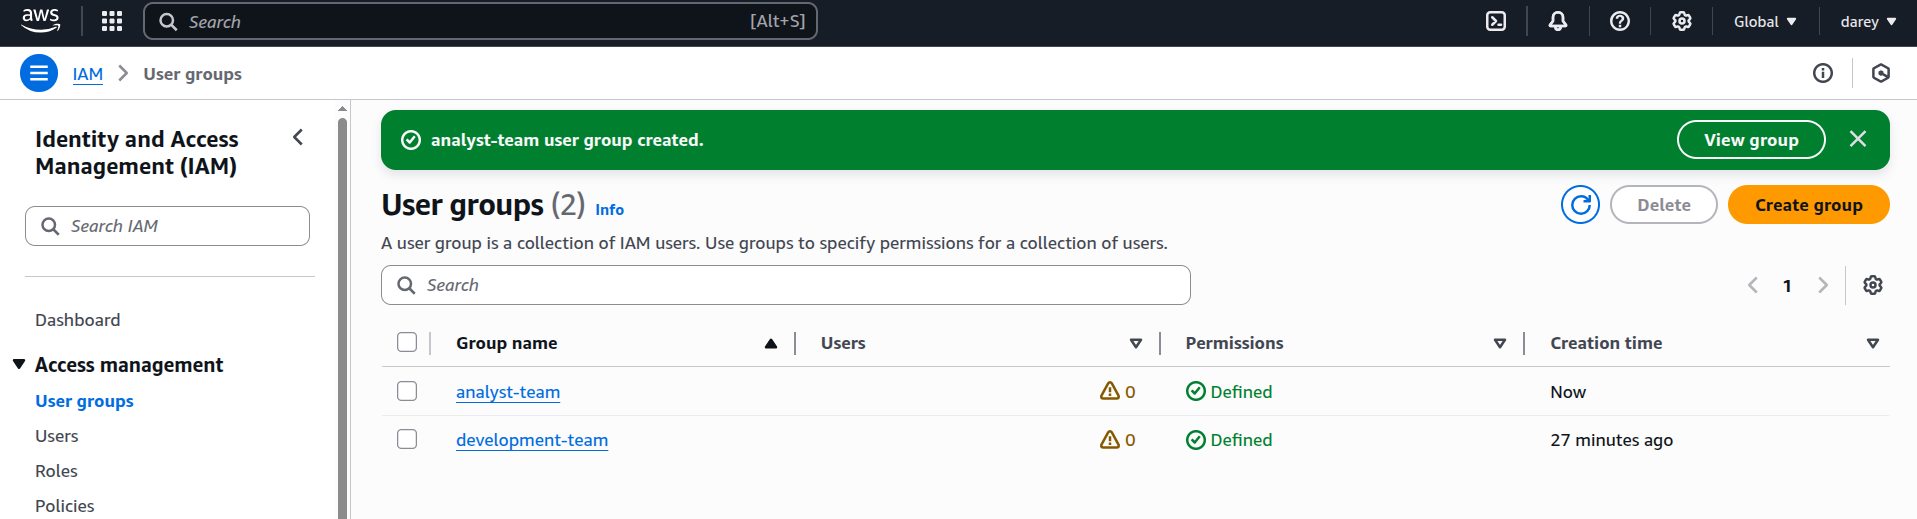 aws Search [Alt+S] Global darey
IAM User groups
Identity and Access
Management (IAM)
Search IAM
Dashboard
Access management
User groups
Users
Roles
Policies
analyst-team user group created. View group
User groups (2) Info Delete Create group
A user group is a collection of IAM users. Use groups to specify permissions for a collection of users.
Search 1
Group name Users Permissions Creation time
analyst-team 0 Defined Now
development-team 0 Defined 27 minutes ago